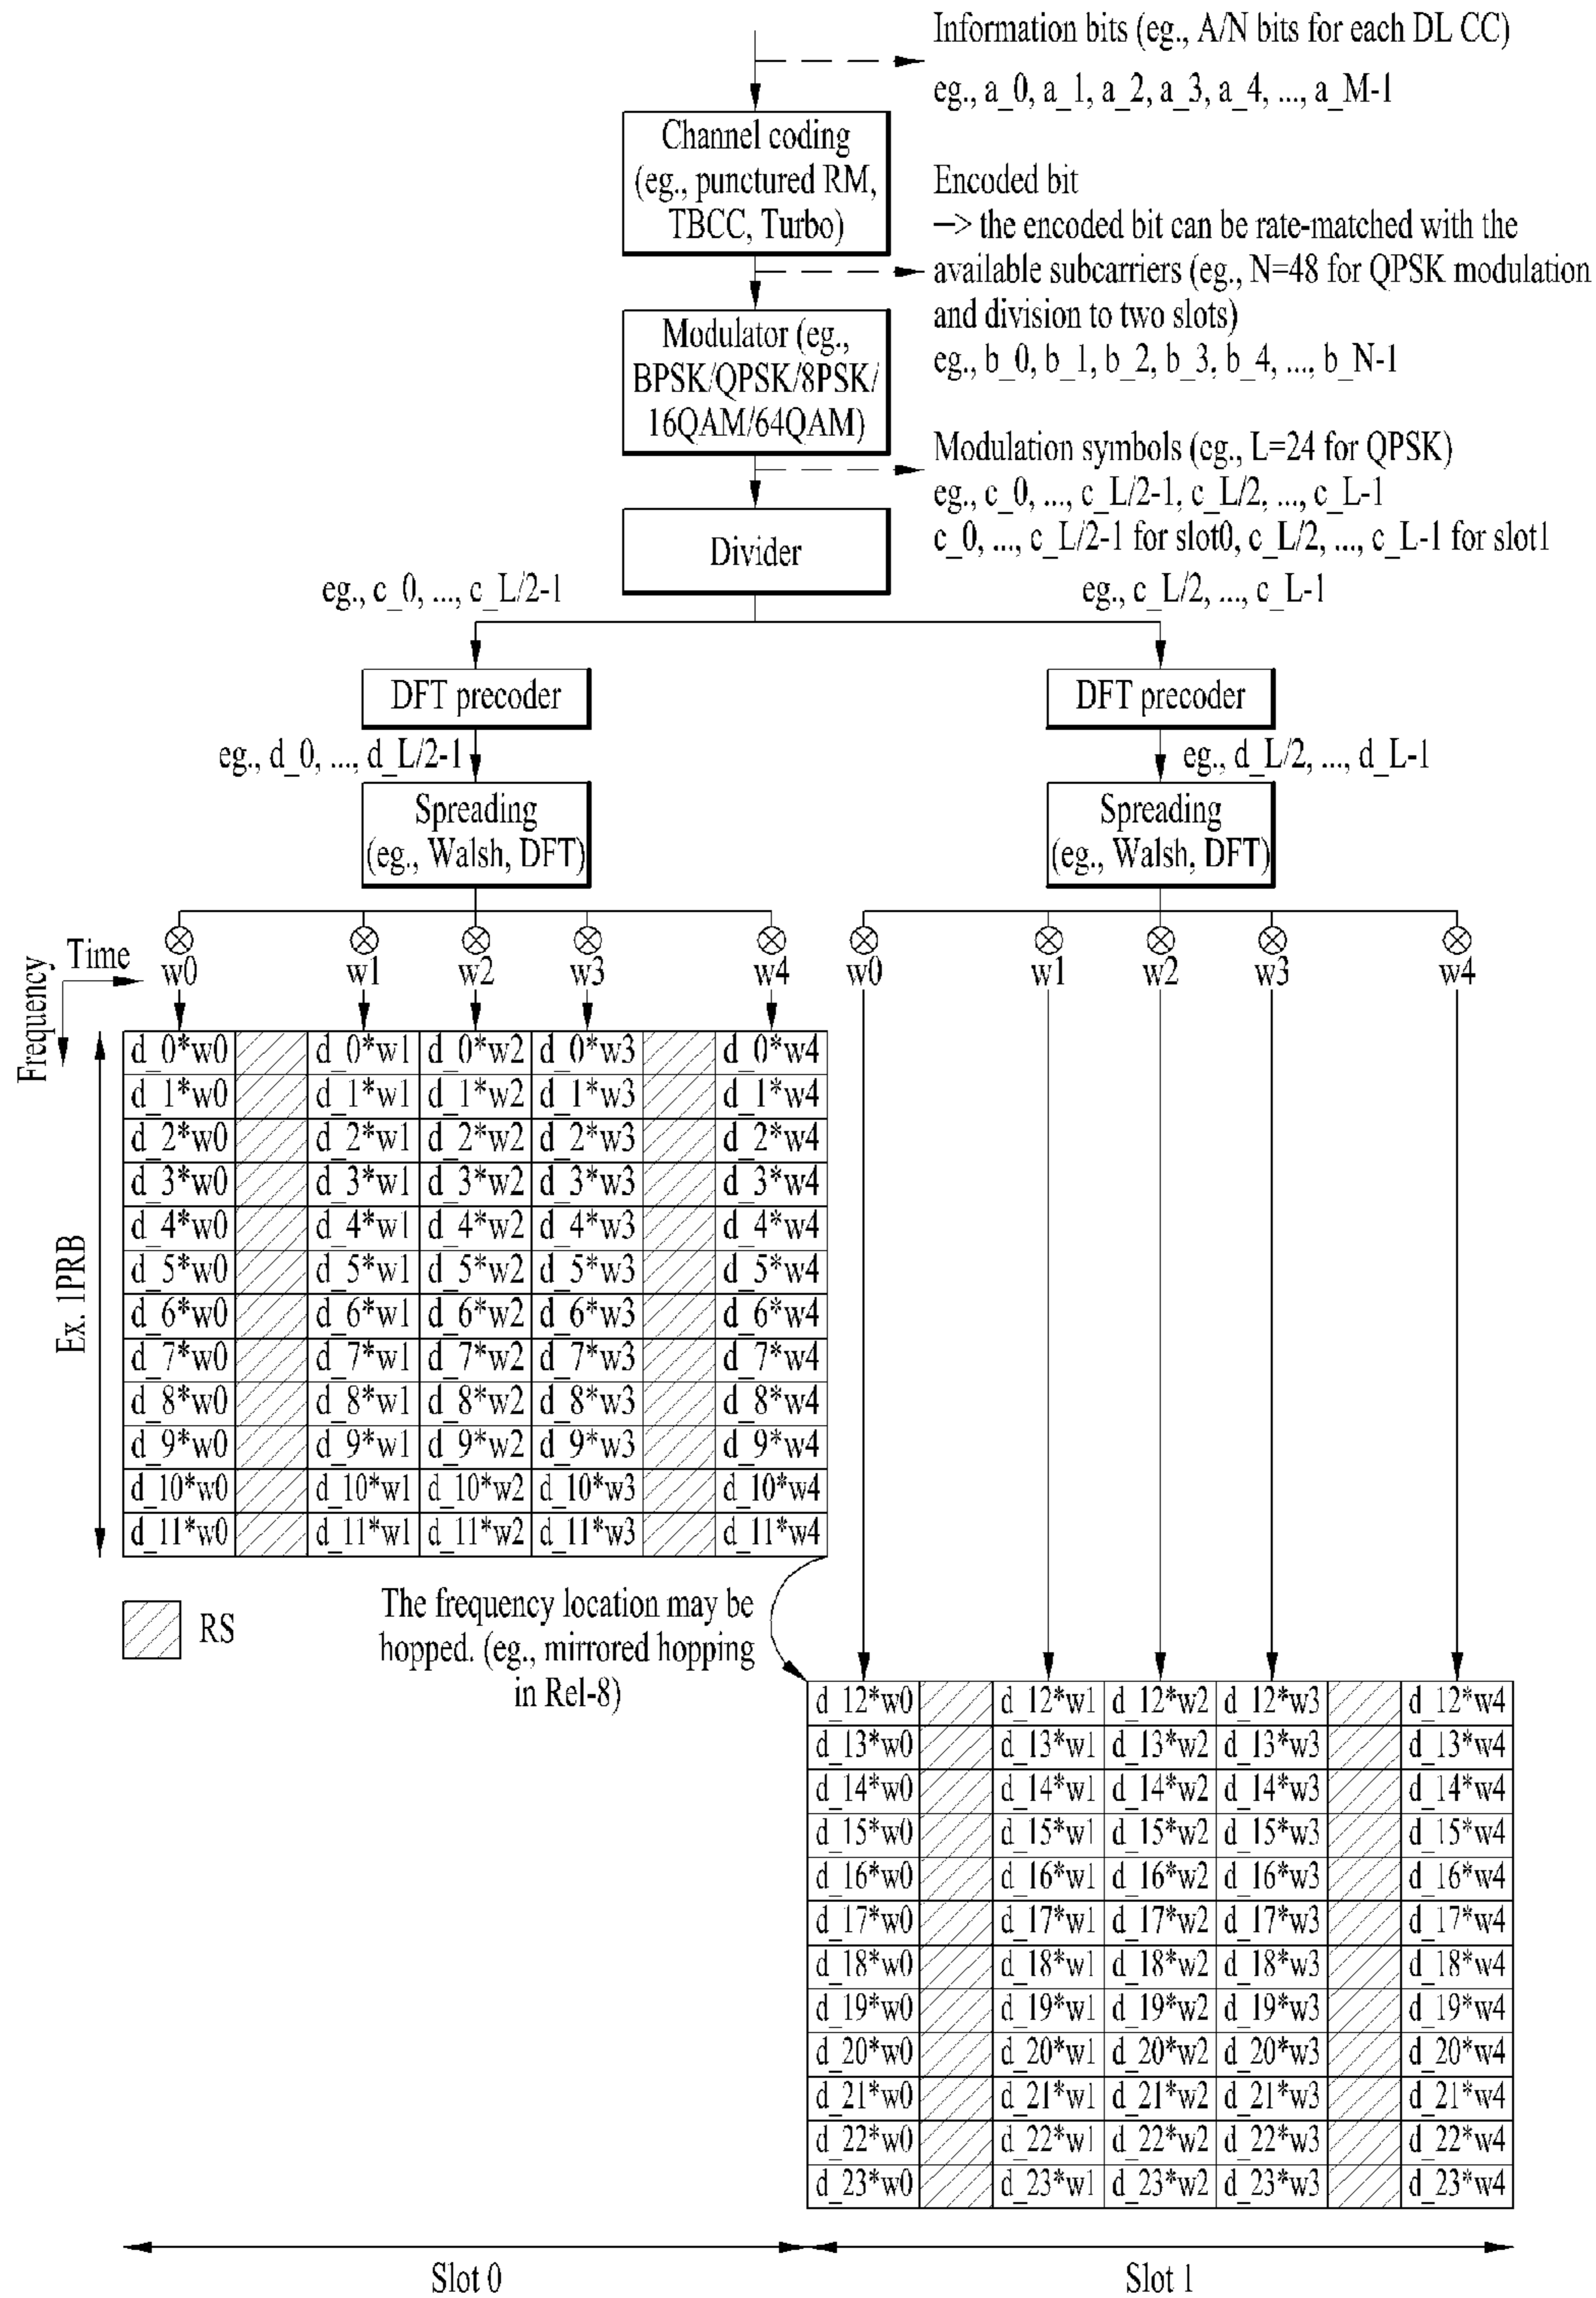 Information bits (eg., A/N bits for each DL CC)
eg., a_0, a_1, a_2, a_3, a_4, ..., a_M-1
Channel coding
(eg., punctured RM,
TBCC, Turbo)
Encoded bit
—> the encoded bit can be rate-matched with the
available subcarriers (eg., N=48 for QPSK modulation
and division to two slots)
eg., b_0, b_1, b_2, b_3, b_4, ..., b_N-1
Modulator (eg.,
BPSK/QPSK/8PSK/
16QAM/64QAM)
Modulation symbols (eg., L=24 for QPSK)
eg., c_0, ..., c_L/2-1, c_L/2, ..., c_L-1
c_0, ..., c_L/2-1 for slot0, c_L/2, ..., c_L-1 for slot1
Divider
eg., c_0, ..., c_L/2-1
eg., c_L/2, ..., c_L-1
DFT precoder
DFT precoder
eg., d_0, ..., d_L/2-1
eg., d_L/2, ..., d_L-1
Spreading
(eg., Walsh, DFT)
Spreading
(eg., Walsh, DFT)
Time
Frequency
w0 w1 w2 w3 w4 w0 w1 w2 w3 w4
d_0*w0 d_0*w1 d_0*w2 d_0*w3 d_0*w4
d_1*w0 d_1*w1 d_1*w2 d_1*w3 d_1*w4
d_2*w0 d_2*w1 d_2*w2 d_2*w3 d_2*w4
d_3*w0 d_3*w1 d_3*w2 d_3*w3 d_3*w4
d_4*w0 d_4*w1 d_4*w2 d_4*w3 d_4*w4
d_5*w0 d_5*w1 d_5*w2 d_5*w3 d_5*w4
d_6*w0 d_6*w1 d_6*w2 d_6*w3 d_6*w4
d_7*w0 d_7*w1 d_7*w2 d_7*w3 d_7*w4
d_8*w0 d_8*w1 d_8*w2 d_8*w3 d_8*w4
d_9*w0 d_9*w1 d_9*w2 d_9*w3 d_9*w4
d_10*w0 d_10*w1 d_10*w2 d_10*w3 d_10*w4
d_11*w0 d_11*w1 d_11*w2 d_11*w3 d_11*w4
Ex. 1PRB
RS
The frequency location may be
hopped. (eg., mirrored hopping
in Rel-8)
d_12*w0 d_12*w1 d_12*w2 d_12*w3 d_12*w4
d_13*w0 d_13*w1 d_13*w2 d_13*w3 d_13*w4
d_14*w0 d_14*w1 d_14*w2 d_14*w3 d_14*w4
d_15*w0 d_15*w1 d_15*w2 d_15*w3 d_15*w4
d_16*w0 d_16*w1 d_16*w2 d_16*w3 d_16*w4
d_17*w0 d_17*w1 d_17*w2 d_17*w3 d_17*w4
d_18*w0 d_18*w1 d_18*w2 d_18*w3 d_18*w4
d_19*w0 d_19*w1 d_19*w2 d_19*w3 d_19*w4
d_20*w0 d_20*w1 d_20*w2 d_20*w3 d_20*w4
d_21*w0 d_21*w1 d_21*w2 d_21*w3 d_21*w4
d_22*w0 d_22*w1 d_22*w2 d_22*w3 d_22*w4
d_23*w0 d_23*w1 d_23*w2 d_23*w3 d_23*w4
Slot 0
Slot 1